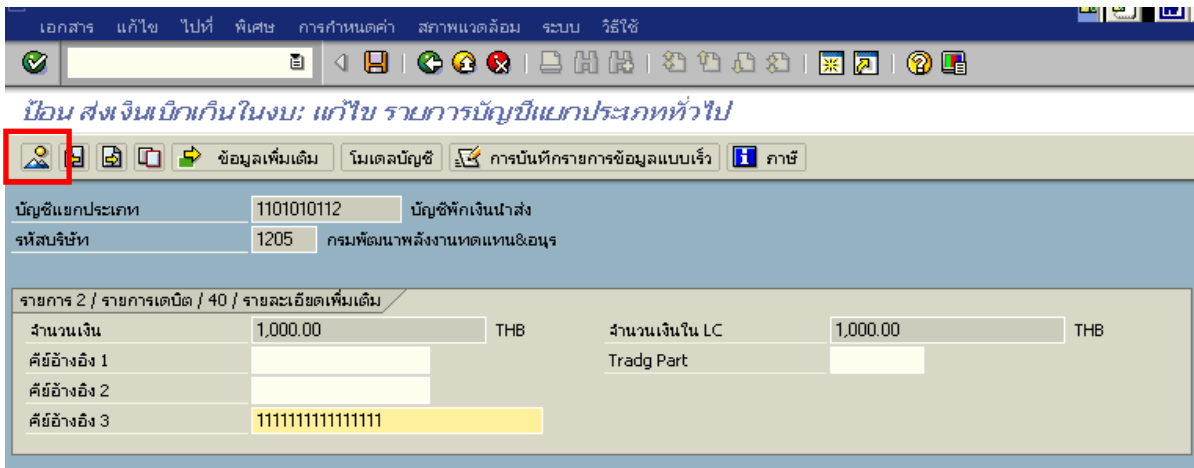 เอกสาร แก้ไข ไปที่ พิเศษ การกำหนดค่า สภาพแวดล้อม ระบบ วิธีใช้
ป้อน ส่งเงินเบิกเกินในงบ: แก้ไข รายการบัญชีแยกประเภททั่วไป
ข้อมูลเพิ่มเติม โมเดลบัญชี การบันทึกรายการข้อมูลแบบเร็ว ภาษี
บัญชีแยกประเภท 1101010112 บัญชีพักเงินนำส่ง
รหัสบริษัท 1205 กรมพัฒนาพลังงานทดแทน&อนุร
รายการ 2 / รายการเดบิต / 40 / รายละเอียดเพิ่มเติม
จำนวนเงิน 1,000.00 THB จำนวนเงินใน LC 1,000.00 THB
คีย์อ้างอิง 1 Tradg Part
คีย์อ้างอิง 2
คีย์อ้างอิง 3 1111111111111111